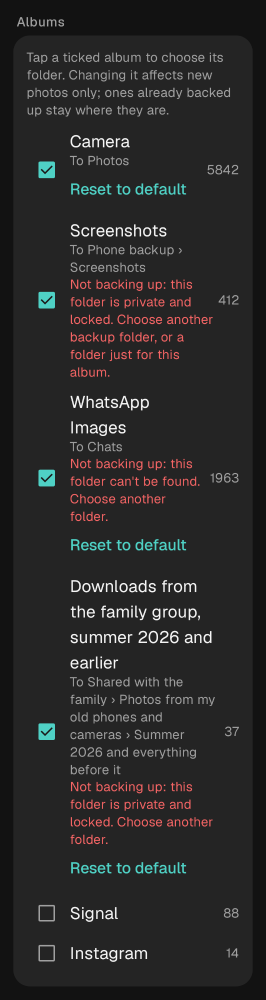 Albums
Tap a ticked album to choose its
folder. Changing it affects new
photos only; ones already backed
up stay where they are.
Camera
To Photos
5842
Reset to default
Screenshots
To Phone backup ›
Screenshots
Not backing up: this
folder is private and
locked. Choose another
backup folder, or a
folder just for this
album.
412
WhatsApp
Images
To Chats
Not backing up: this
folder can't be found.
Choose another
folder.
1963
Reset to default
Downloads from
the family group,
summer 2026 and
earlier
To Shared with the
family › Photos from my
old phones and
cameras › Summer
2026 and everything
before it
Not backing up: this
folder is private and
locked. Choose another
folder.
37
Reset to default
Signal
88
Instagram
14